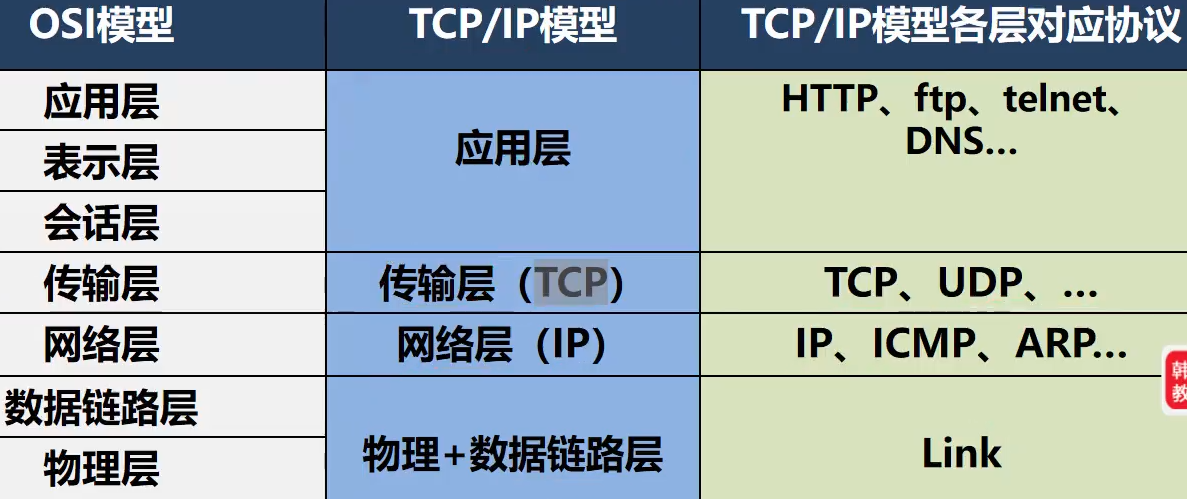 OSI模型
TCP/IP模型
TCP/IP模型各层对应协议
应用层
表示层
会话层
应用层
HTTP、ftp、telnet、
DNS...
传输层
传输层（TCP）
TCP、UDP、...
网络层
网络层（IP）
IP、ICMP、ARP...
数据链路层
物理层
物理+数据链路层
Link
韩
教